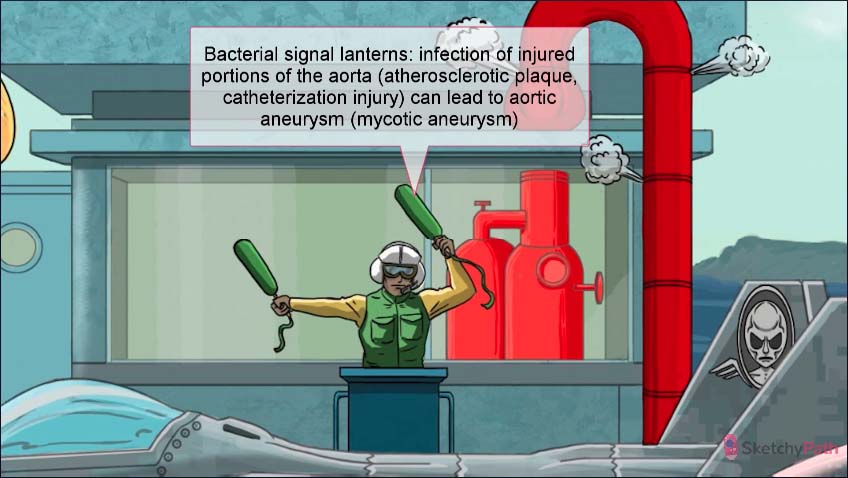 Bacterial signal lanterns: infection of injured
portions of the aorta (atherosclerotic plaque,
catheterization injury) can lead to aortic
aneurysm (mycotic aneurysm)
SketchyPath